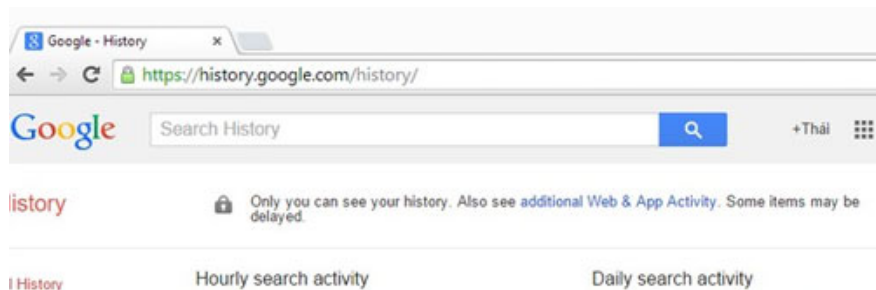 Google - History
https://history.google.com/history/
Google Search History +Thái
History Only you can see your history. Also see additional Web & App Activity. Some items may be
delayed.
l History Hourly search activity Daily search activity